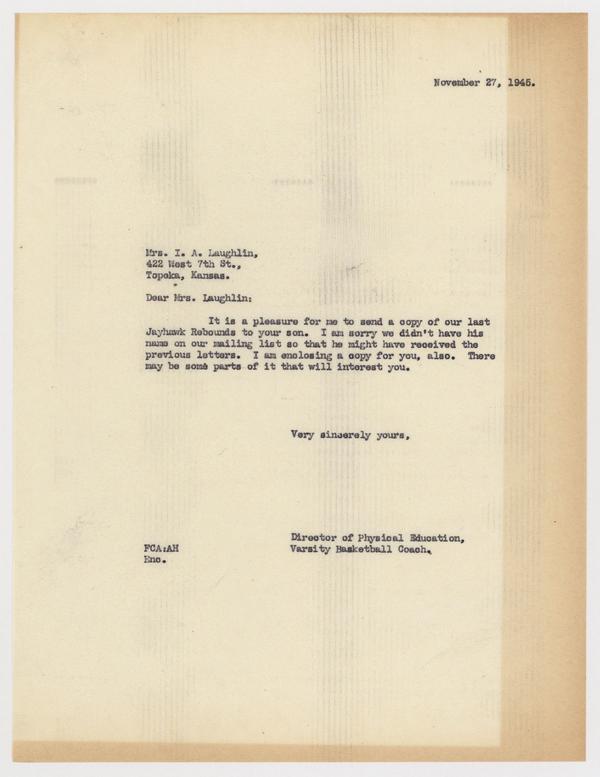 November 27, 1945.
Mrs. I. A. Laughlin,
422 West 7th St.,
Topeka, Kansas.
Dear Mrs. Laughlin:
It is a pleasure for me to send a copy of our last
Jayhawk Rebounds to your son. I am sorry we didn't have his
name on our mailing list so that he might have received the
previous letters. I am enclosing a copy for you, also. There
may be some parts of it that will interest you.
Very sincerely yours,
Director of Physical Education,
FCA:AH Varsity Basketball Coach.
Enc.